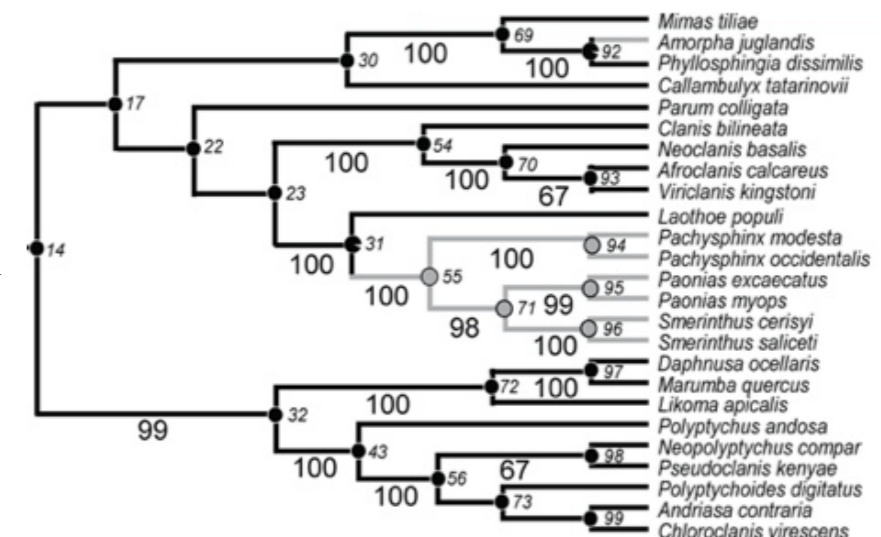 Mimas tiliae
69
Amorpha juglandis
100
92
30
Phyllosphingia dissimilis
100
Callambulyx tatarinovii
17
Parum colligata
Clanis bilineata
54
22
Neoclanis basalis
100
70
Afroclanis calcareus
100
93
23
67
Viriclanis kingstoni
Laothoe populi
Pachysphinx modesta
31
94
14
100
Pachysphinx occidentalis
100
55
Paonias excaecatus
100
95
71
99
Paonias myops
Smerinthus cerisyi
98
96
100
Smerinthus saliceti
Daphnusa ocellaris
97
72
100
Marumba quercus
100
Likoma apicalis
32
99
Polyptychus andosa
43
Neopolyptychus compar
98
100
67
Pseudoclanis kenyae
56
Polyptychoides digitatus
100
73
Andriasa contraria
99
Chloroclanis virescens